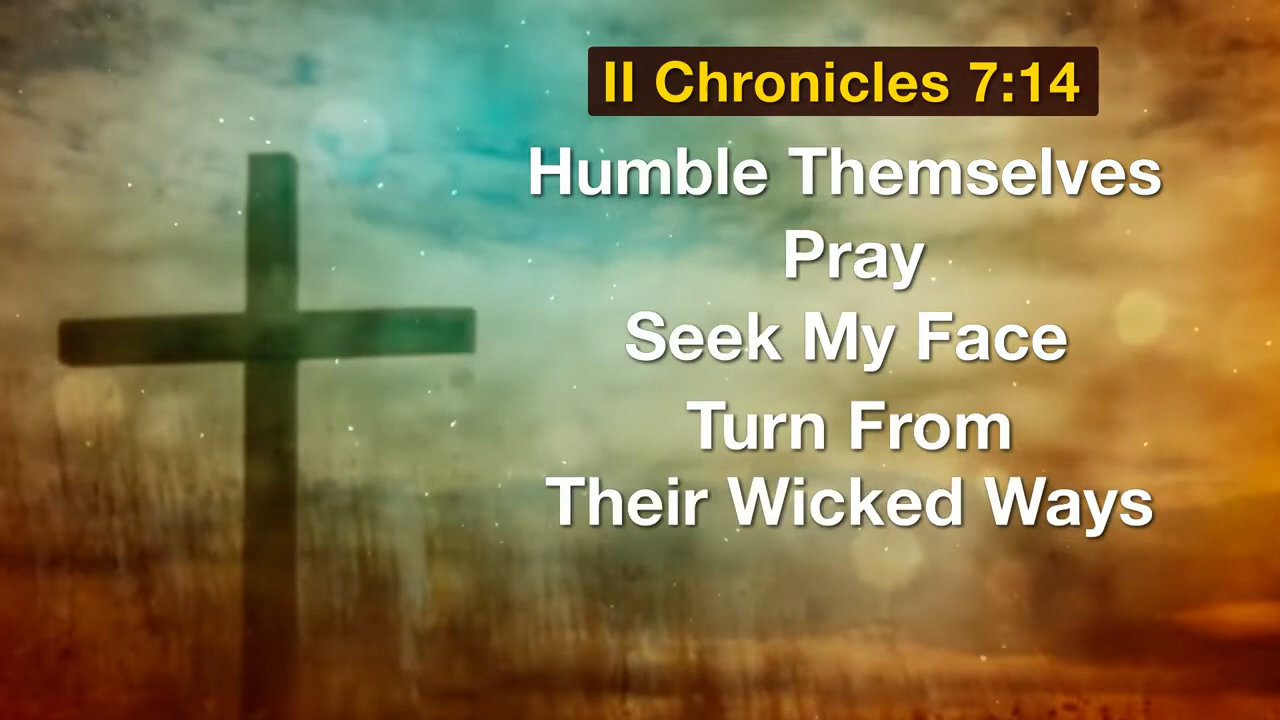 II Chronicles 7:14
Humble Themselves
Pray
Seek My Face
Turn From
Their Wicked Ways